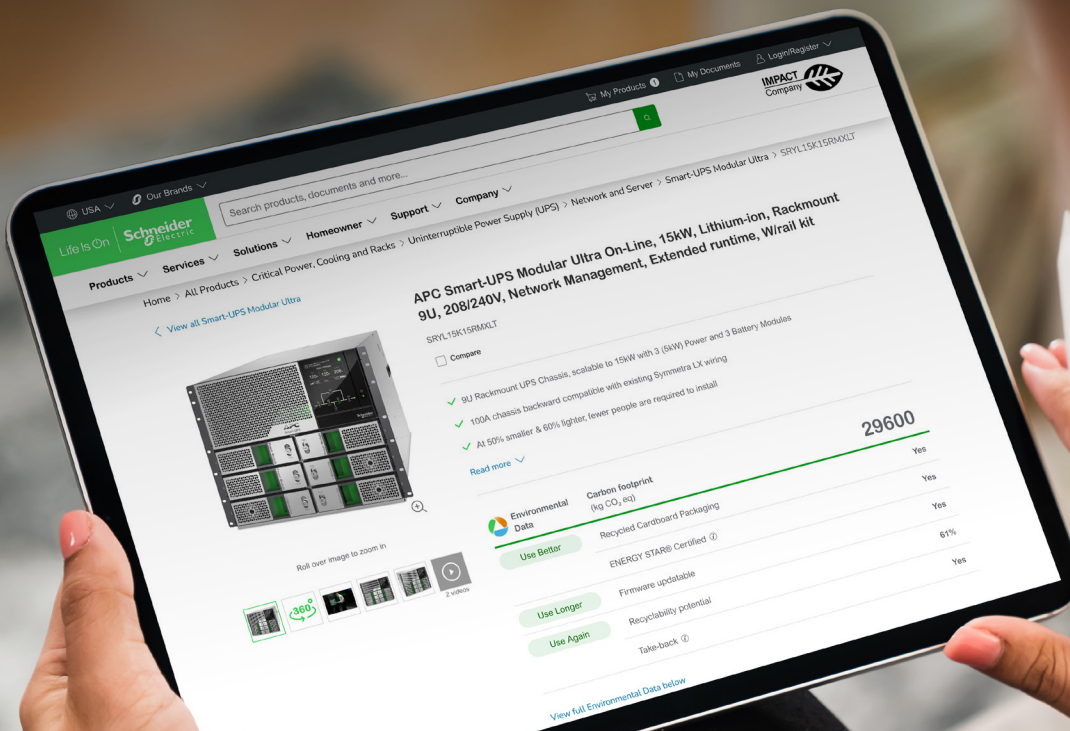 USA
Our Brands
My Products 1
My Documents
Login/Register
Life Is On
Schneider
Electric
Search products, documents and more...
IMPACT
Company
Products
Services
Solutions
Homeowner
Support
Company
Home > All Products > Critical Power, Cooling and Racks > Uninterruptible Power Supply (UPS) > Network and Server > Smart-UPS Modular Ultra > SRYL15K15RMXLT
View all Smart-UPS Modular Ultra
APC Smart-UPS Modular Ultra On-Line, 15kW, Lithium-ion, Rackmount
9U, 208/240V, Network Management, Extended runtime, W/rail kit
SRYL15K15RMXLT
Compare
9U Rackmount UPS Chassis, scalable to 15kW with 3 (5kW) Power and 3 Battery Modules
100A chassis backward compatible with existing Symmetra LX wiring
At 50% smaller & 60% lighter, fewer people are required to install
Read more
APC
Roll over image to zoom in
360°
2 videos
Environmental
Data
Carbon footprint
(kg CO₂ eq)
29600
Use Better
Recycled Cardboard Packaging
Yes
ENERGY STAR® Certified
Yes
Use Longer
Firmware updatable
Yes
Use Again
Recyclability potential
61%
Take-back
Yes
View full Environmental Data below